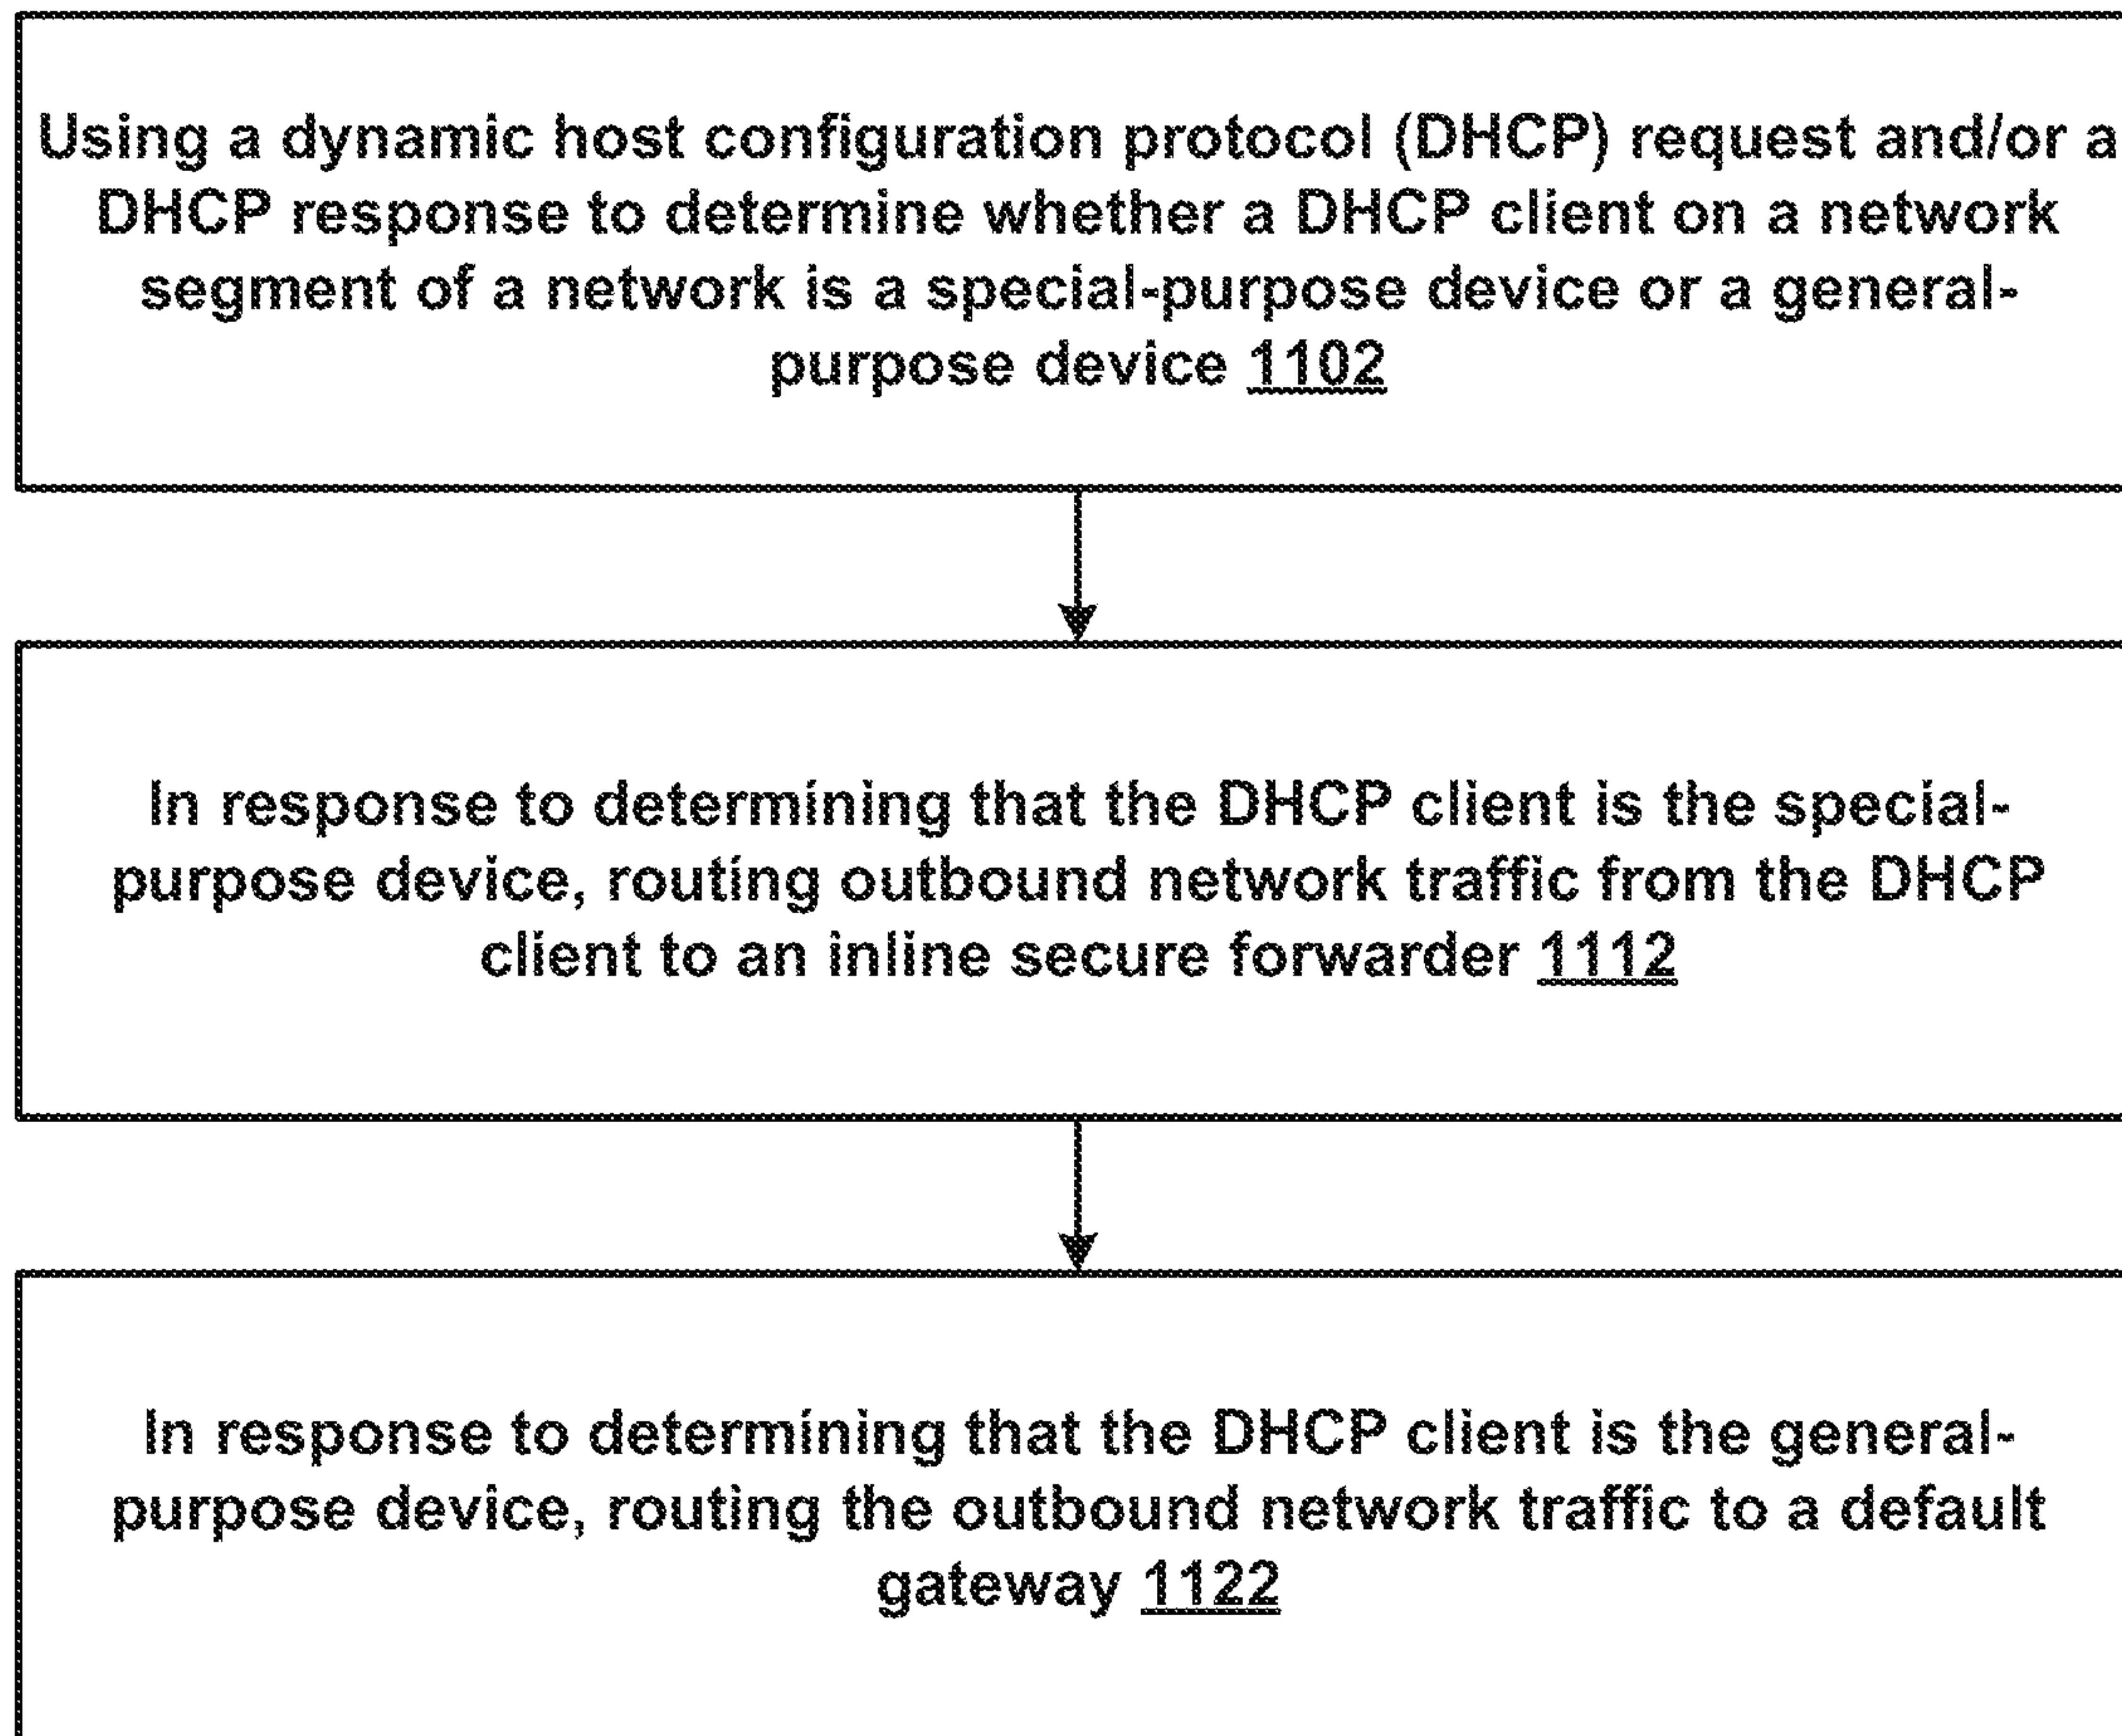 Using a dynamic host configuration protocol (DHCP) request and/or a
DHCP response to determine whether a DHCP client on a network
segment of a network is a special-purpose device or a general-
purpose device 1102
In response to determining that the DHCP client is the special-
purpose device, routing outbound network traffic from the DHCP
client to an inline secure forwarder 1112
In response to determining that the DHCP client is the general-
purpose device, routing the outbound network traffic to a default
gateway 1122